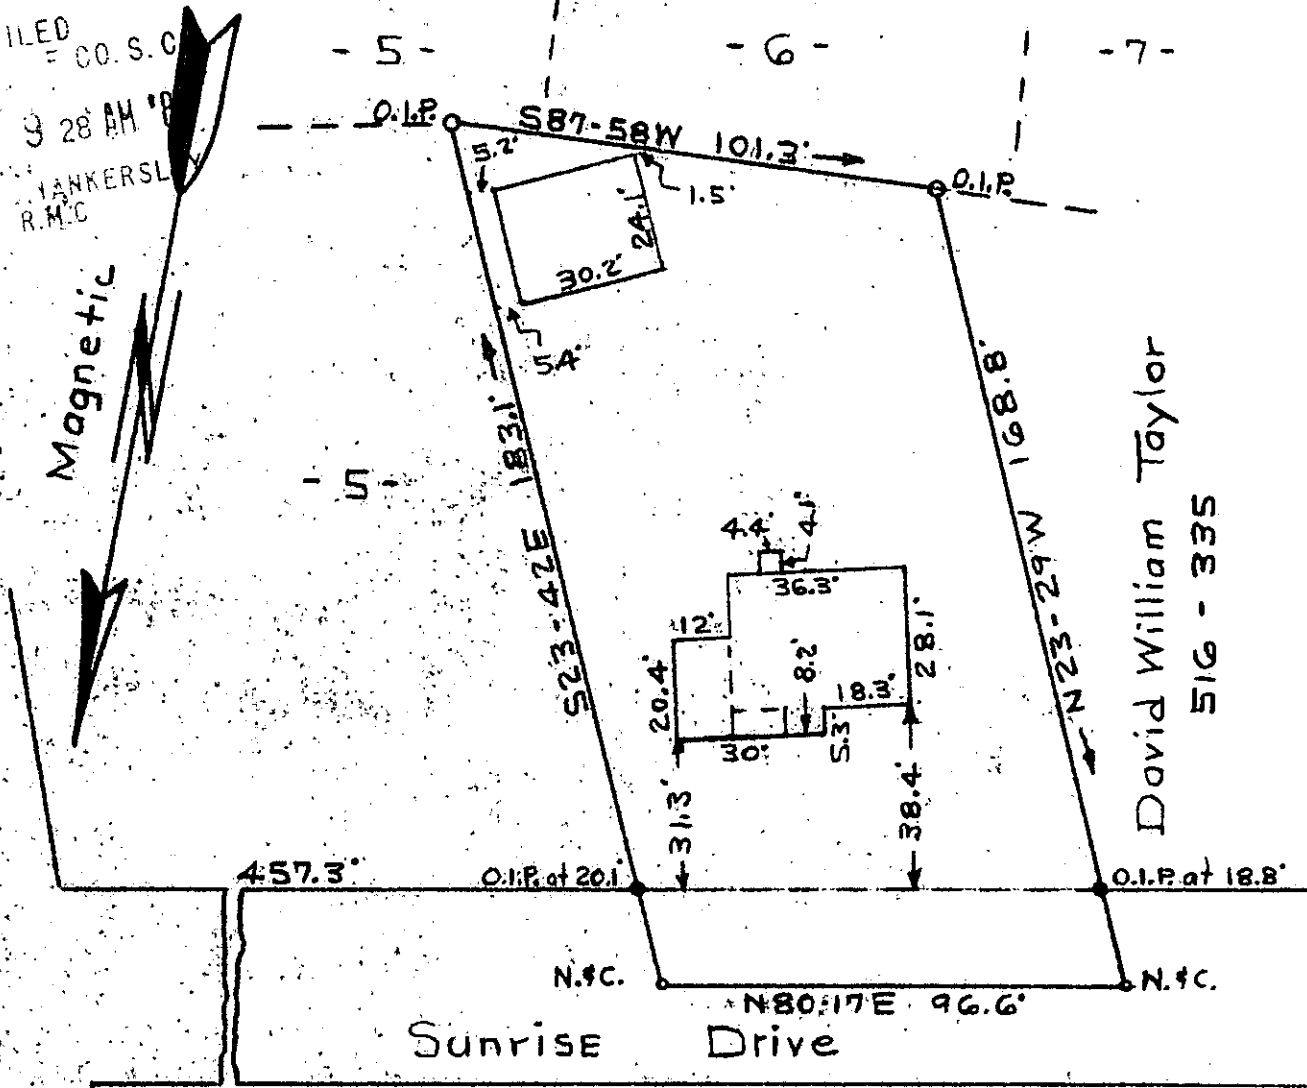 ILED
CO. S. C
- 5 -
- 6 -
- 7 -
9 28 AM '8
ANKERSL
R.M.C
O.I.P.
S87-58W 101.3'
O.I.P.
5.2'
1.5'
24.1'
30.2'
5.4'
Magnetic
- 5 -
S23-42E 183.1'
N23-29W 168.8'
David William Taylor
516 - 335
4.4'
4.1'
36.3'
12'
20.4'
8.2'
28.1'
18.3'
30'
5.3'
31.3'
38.4'
457.3'
O.I.P. at 20.1'
O.I.P. at 18.8'
N.&C.
N.&C.
N80-17E 96.6'
Sunrise Drive